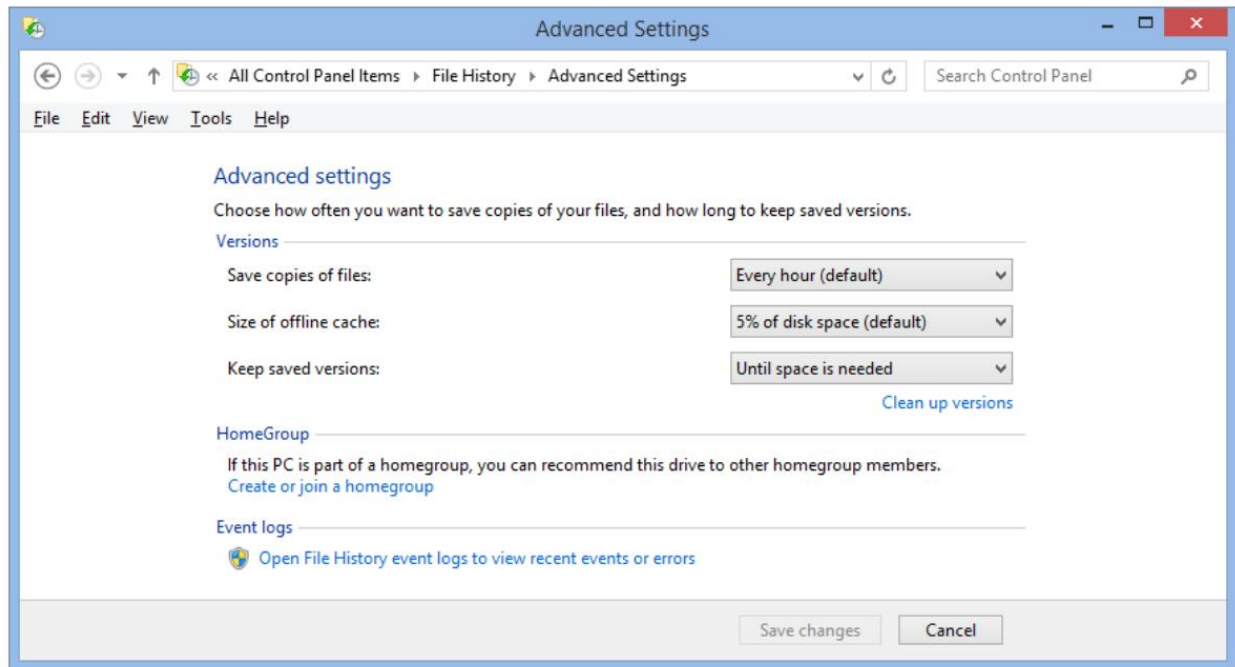 Advanced Settings
« All Control Panel Items File History Advanced Settings Search Control Panel
File Edit View Tools Help
Advanced settings
Choose how often you want to save copies of your files, and how long to keep saved versions.
Versions
Save copies of files: Every hour (default)
Size of offline cache: 5% of disk space (default)
Keep saved versions: Until space is needed
Clean up versions
HomeGroup
If this PC is part of a homegroup, you can recommend this drive to other homegroup members.
Create or join a homegroup
Event logs
Open File History event logs to view recent events or errors
Save changes Cancel